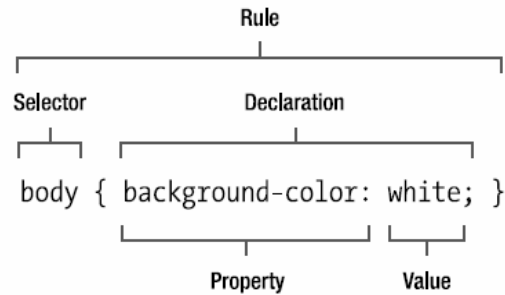 Rule
Selector Declaration
body { background-color: white; }
Property Value